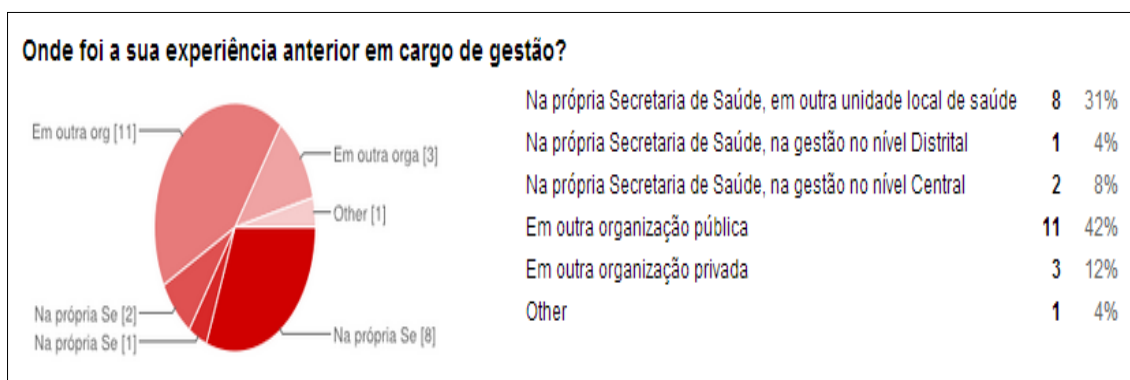 Onde foi a sua experiência anterior em cargo de gestão?
Em outra org [11]
Em outra orga [3]
Other [1]
Na própria Se [2]
Na própria Se [1]
Na própria Se [8]
Na própria Secretaria de Saúde, em outra unidade local de saúde 8 31%
Na própria Secretaria de Saúde, na gestão no nível Distrital 1 4%
Na própria Secretaria de Saúde, na gestão no nível Central 2 8%
Em outra organização pública 11 42%
Em outra organização privada 3 12%
Other 1 4%